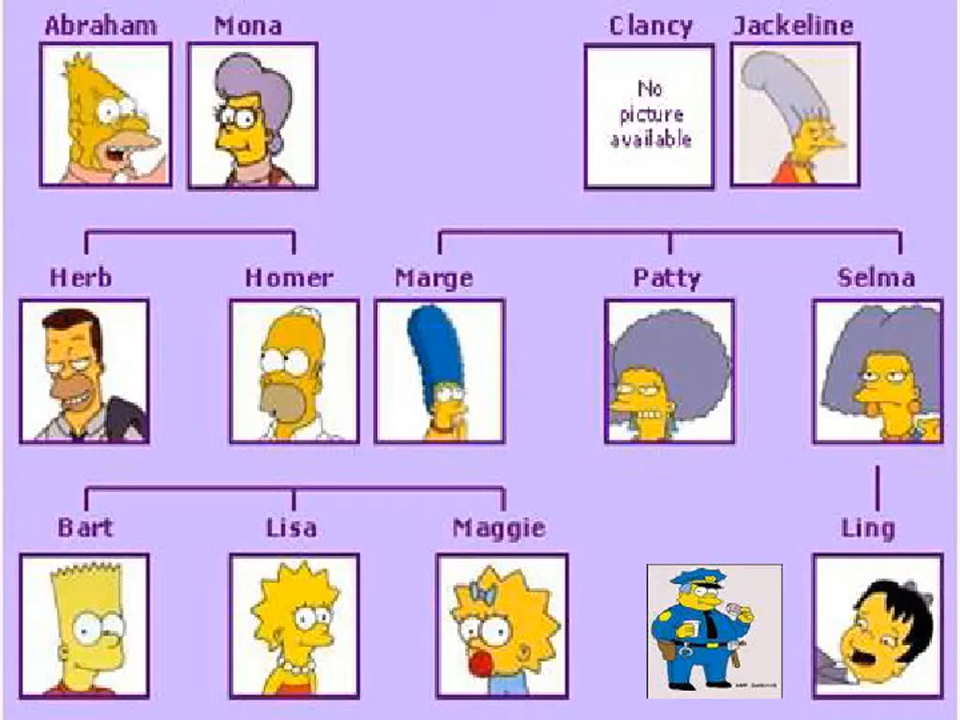 Abraham Mona Clancy Jackeline
No
picture
available
Herb Homer Marge Patty Selma
Bart Lisa Maggie Ling